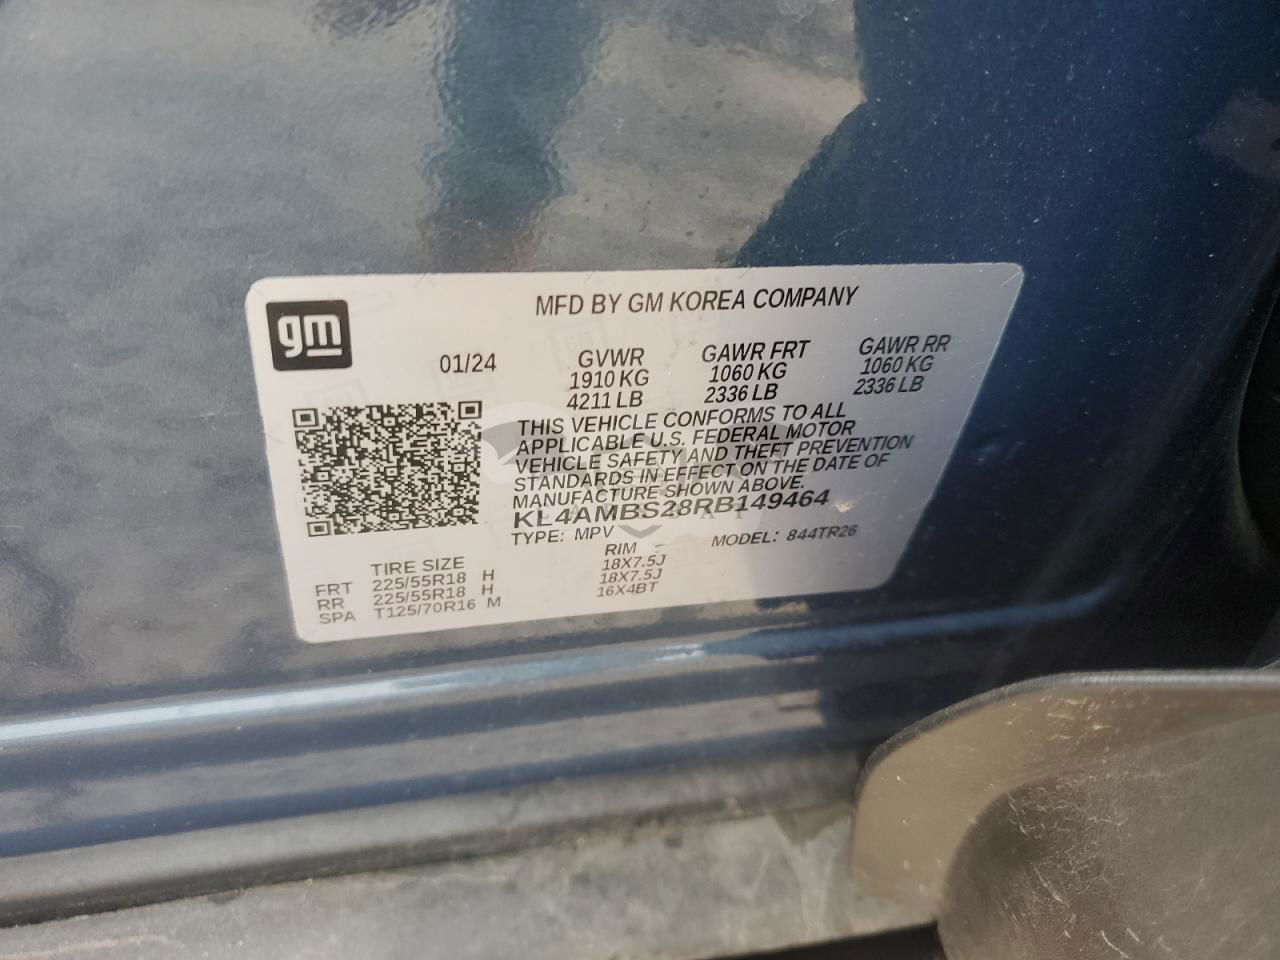 gm
MFD BY GM KOREA COMPANY
01/24
GVWR
1910 KG
4211 LB
GAWR FRT
1060 KG
2336 LB
GAWR RR
1060 KG
2336 LB
THIS VEHICLE CONFORMS TO ALL
APPLICABLE U.S. FEDERAL MOTOR
VEHICLE SAFETY AND THEFT PREVENTION
STANDARDS IN EFFECT ON THE DATE OF
MANUFACTURE SHOWN ABOVE.
KL4AMBS28RB149464
TYPE: MPV MODEL: 844TR26
TIRE SIZE RIM
FRT 225/55R18 H 18X7.5J
RR 225/55R18 H 18X7.5J
SPA T125/70R16 M 16X4BT